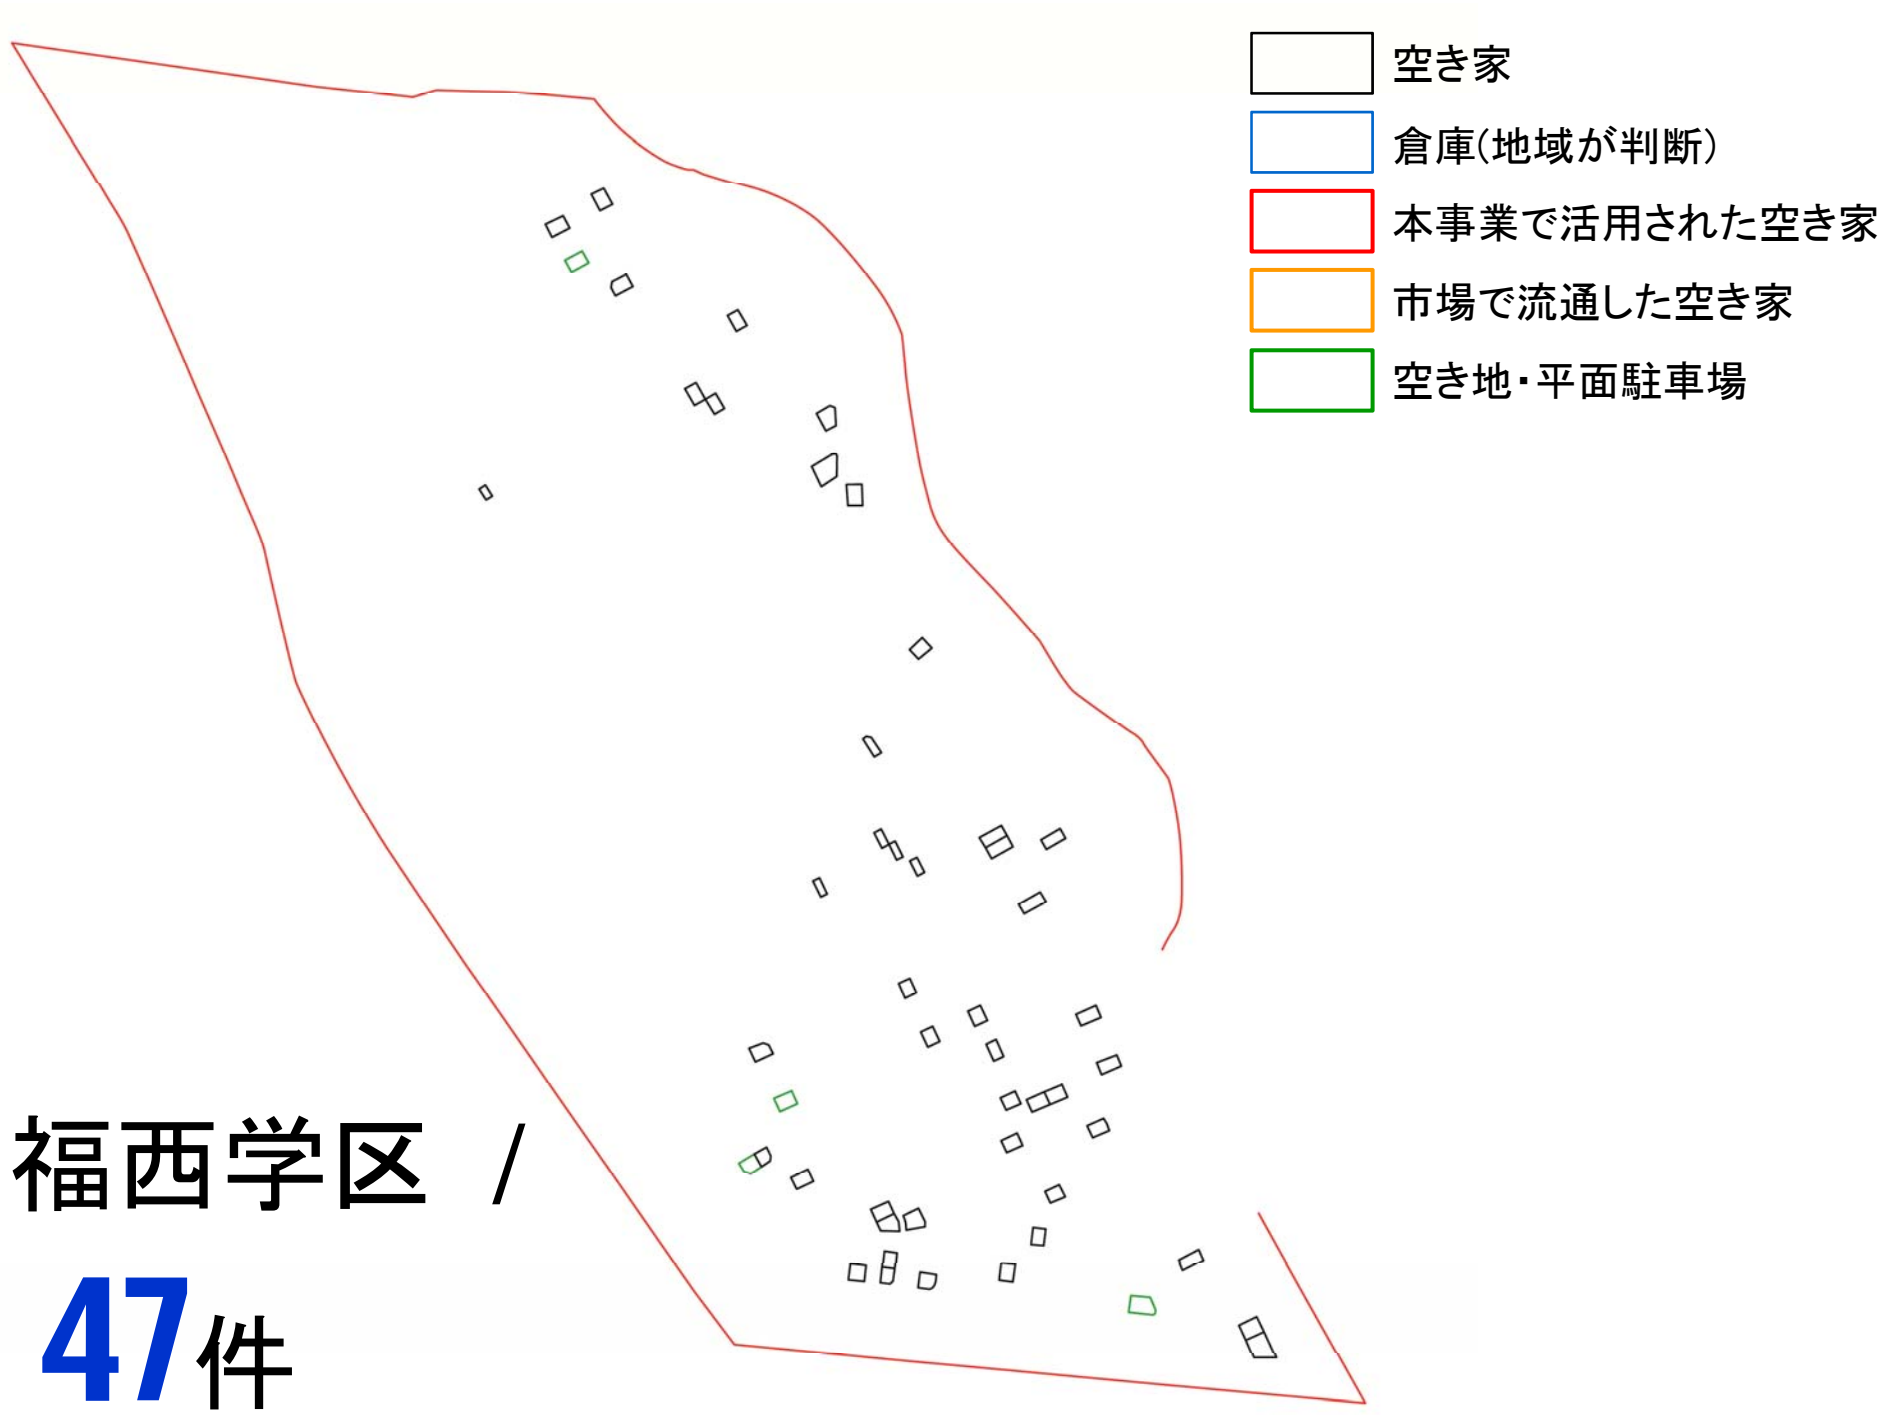 空き家
倉庫(地域が判断)
本事業で活用された空き家
市場で流通した空き家
空き地・平面駐車場
福西学区 /
47件